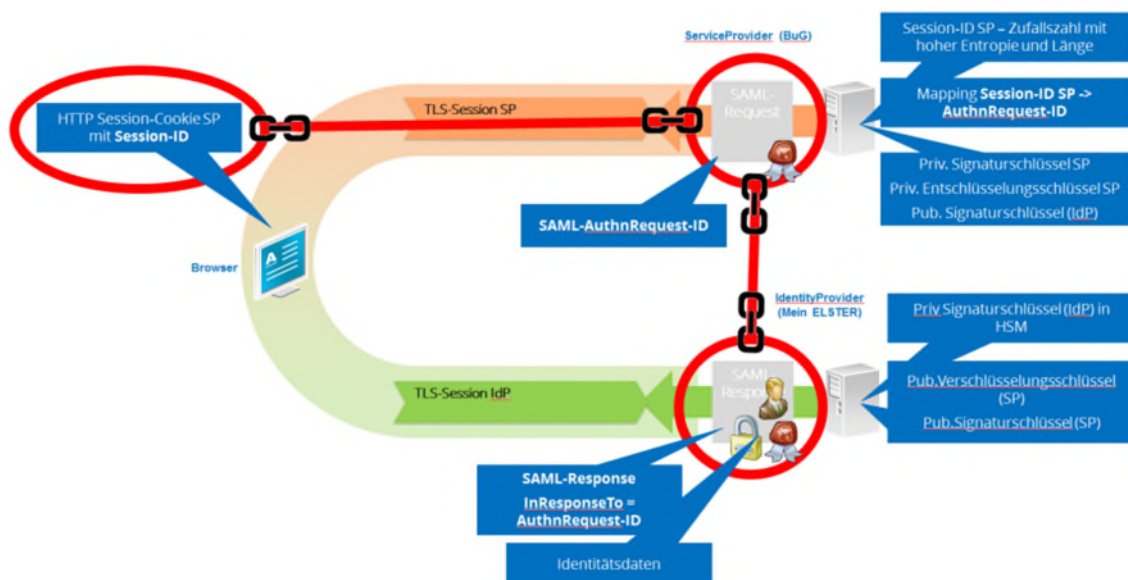 ServiceProvider (BuG)
Session-ID SP – Zufallszahl mit
hoher Entropie und Länge
Mapping Session-ID SP ->
AuthnRequest-ID
Priv. Signaturschlüssel SP
Priv. Entschlüsselungsschlüssel SP
Pub. Signaturschlüssel (IdP)
HTTP Session-Cookie SP
mit Session-ID
TLS-Session SP
SAML-
Request
SAML-AuthnRequest-ID
Browser
A
IdentityProvider
(Mein ELSTER)
Priv Signaturschlüssel (IdP) in
HSM
Pub.Verschlüsselungsschlüssel
(SP)
Pub.Signaturschlüssel (SP)
TLS-Session IdP
SAML-Response
InResponseTo =
AuthnRequest-ID
Identitätsdaten